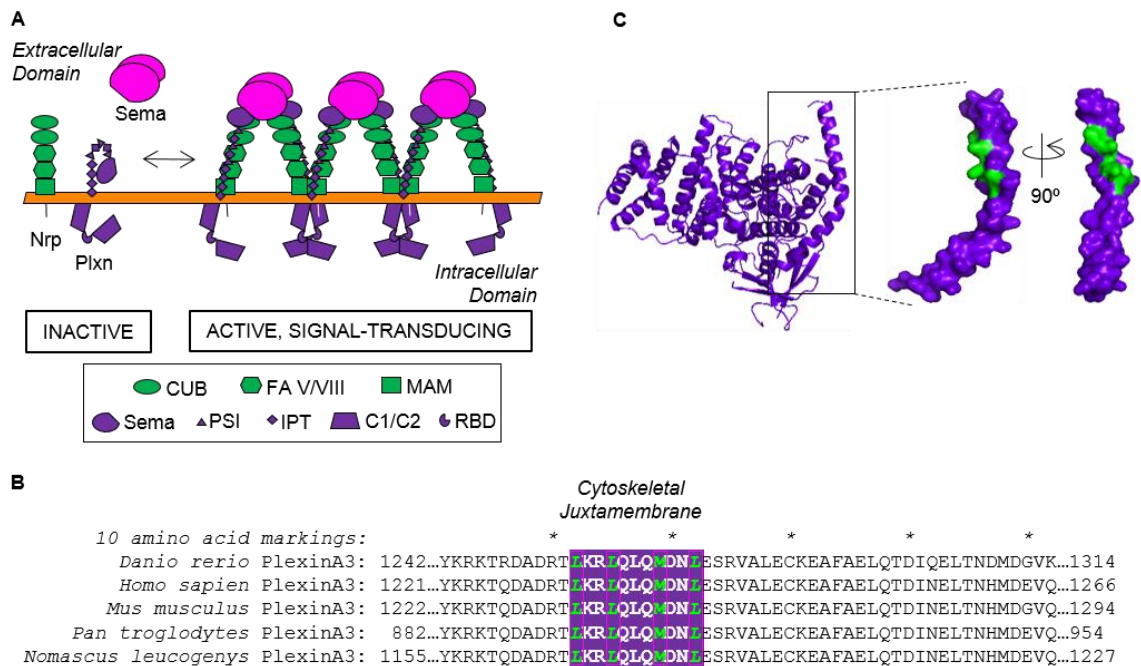 A
Extracellular
Domain
Sema
Nrp
Plxn
Intracellular
Domain
INACTIVE
ACTIVE, SIGNAL-TRANSDUCING
CUB FA V/VIII MAM
Sema PSI IPT C1/C2 RBD
C
90º
B
Cytoskeletal
Juxtamembrane
10 amino acid markings: * * * * *
Danio rerio PlexinA3: 1242…YKRKTRDADRTLKRLQLQMDNLESRVALECKEAFAELQTDIQELTNDMDGVK…1314
Homo sapien PlexinA3: 1221…YKRKTQDADRTLKRLQLQMDNLESRVALECKEAFAELQTDINELTNHMDEVQ…1266
Mus musculus PlexinA3: 1222…YKRKTQDADRTLKRLQLQMDNLESRVALECKEAFAELQTDINELTNHMDGVQ…1294
Pan troglodytes PlexinA3: 882…YKRKTQDADRTLKRLQLQMDNLESRVALECKEAFAELQTDINELTNHMDEVQ…954
Nomascus leucogenys PlexinA3: 1155…YKRKTQDADRTLKRLQLQMDNLESRVALECKEAFAELQTDINELTNHMDEVQ…1227